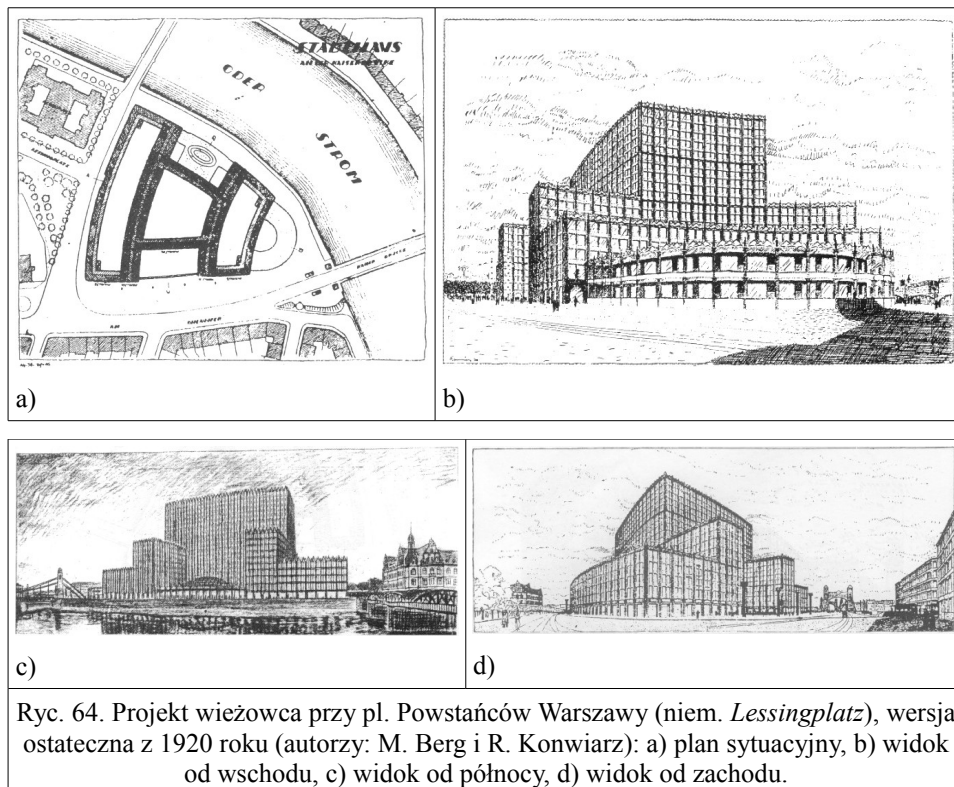 STADTHAUS
ODER
STROM
a)
b)
c)
d)
Ryc. 64. Projekt wieżowca przy pl. Powstańców Warszawy (niem. Lessingplatz), wersja
ostateczna z 1920 roku (autorzy: M. Berg i R. Konwiarz): a) plan sytuacyjny, b) widok
od wschodu, c) widok od północy, d) widok od zachodu.